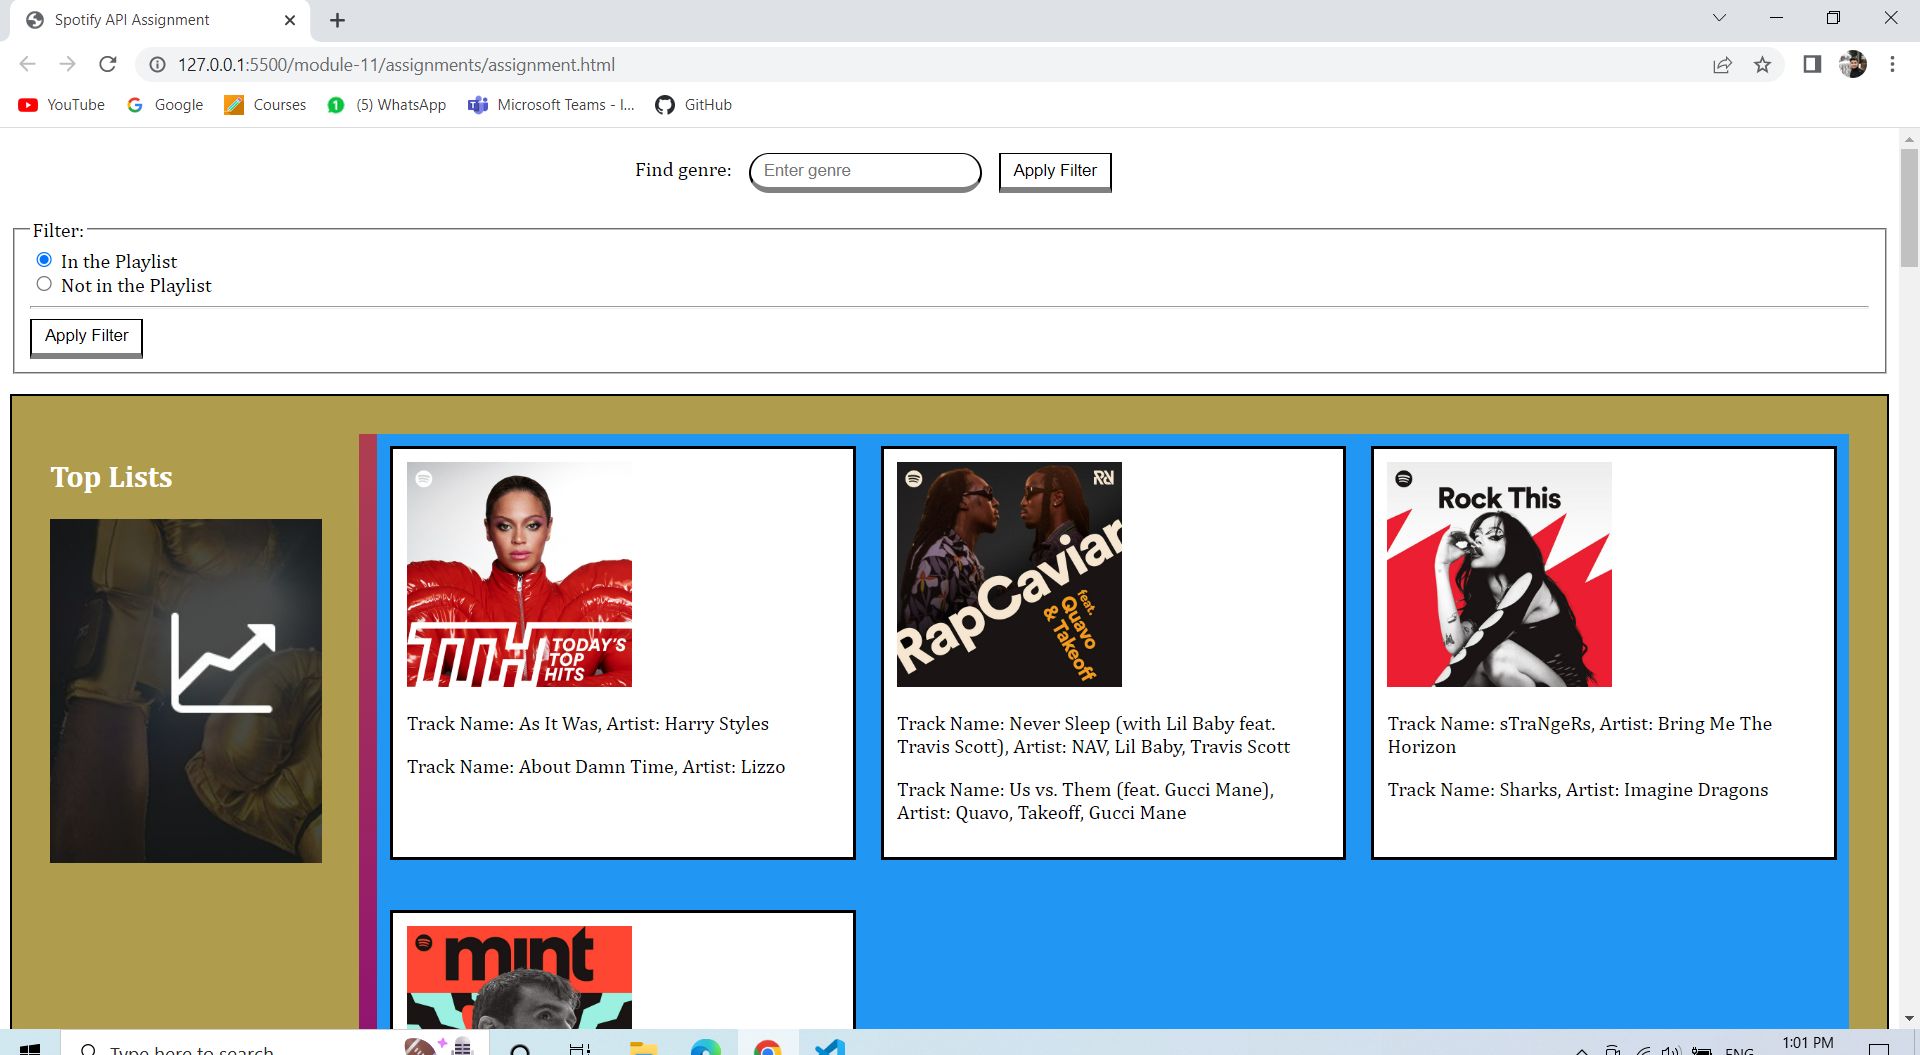 Spotify API Assignment
127.0.0.1:5500/module-11/assignments/assignment.html
YouTube
Google
Courses
1
(5) WhatsApp
Microsoft Teams - I...
GitHub
Find genre:
Enter genre
Apply Filter
Filter:
In the Playlist
Not in the Playlist
Apply Filter
Top Lists
TTH
TODAY'S
TOP
HITS
Track Name: As It Was, Artist: Harry Styles
Track Name: About Damn Time, Artist: Lizzo
RapCaviar
feat.
Quavo
& Takeoff
Track Name: Never Sleep (with Lil Baby feat.
Travis Scott), Artist: NAV, Lil Baby, Travis Scott
Track Name: Us vs. Them (feat. Gucci Mane),
Artist: Quavo, Takeoff, Gucci Mane
Rock This
Track Name: sTraNgeRs, Artist: Bring Me The
Horizon
Track Name: Sharks, Artist: Imagine Dragons
mint
Type here to search
ENG
1:01 PM